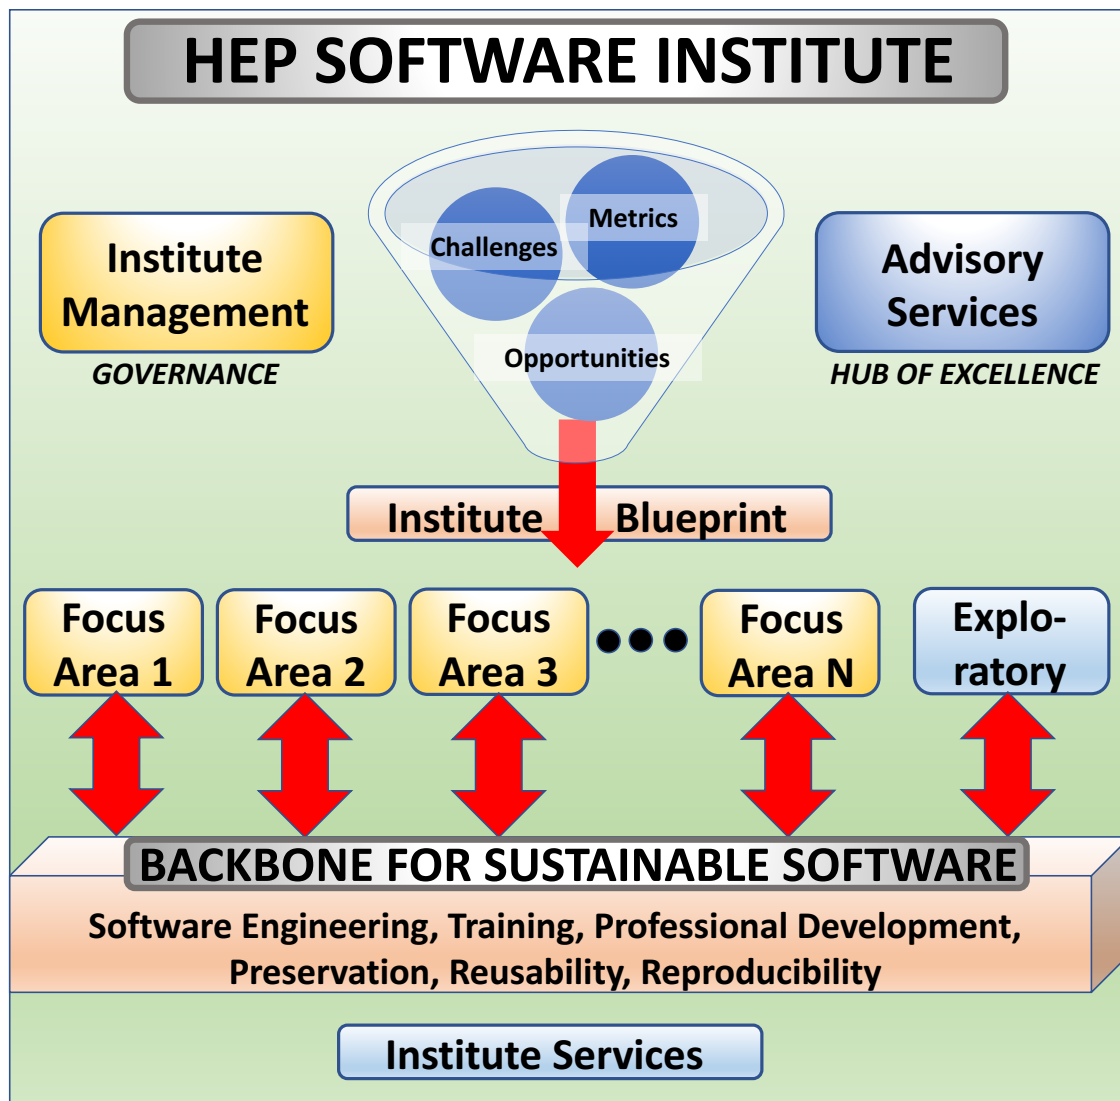 HEP SOFTWARE INSTITUTE
Institute
Management
GOVERNANCE
Metrics
Challenges
Opportunities
Advisory
Services
HUB OF EXCELLENCE
Institute Blueprint
Focus
Area 1
Focus
Area 2
Focus
Area 3
Focus
Area N
Explo-
ratory
BACKBONE FOR SUSTAINABLE SOFTWARE
Software Engineering, Training, Professional Development,
Preservation, Reusability, Reproducibility
Institute Services